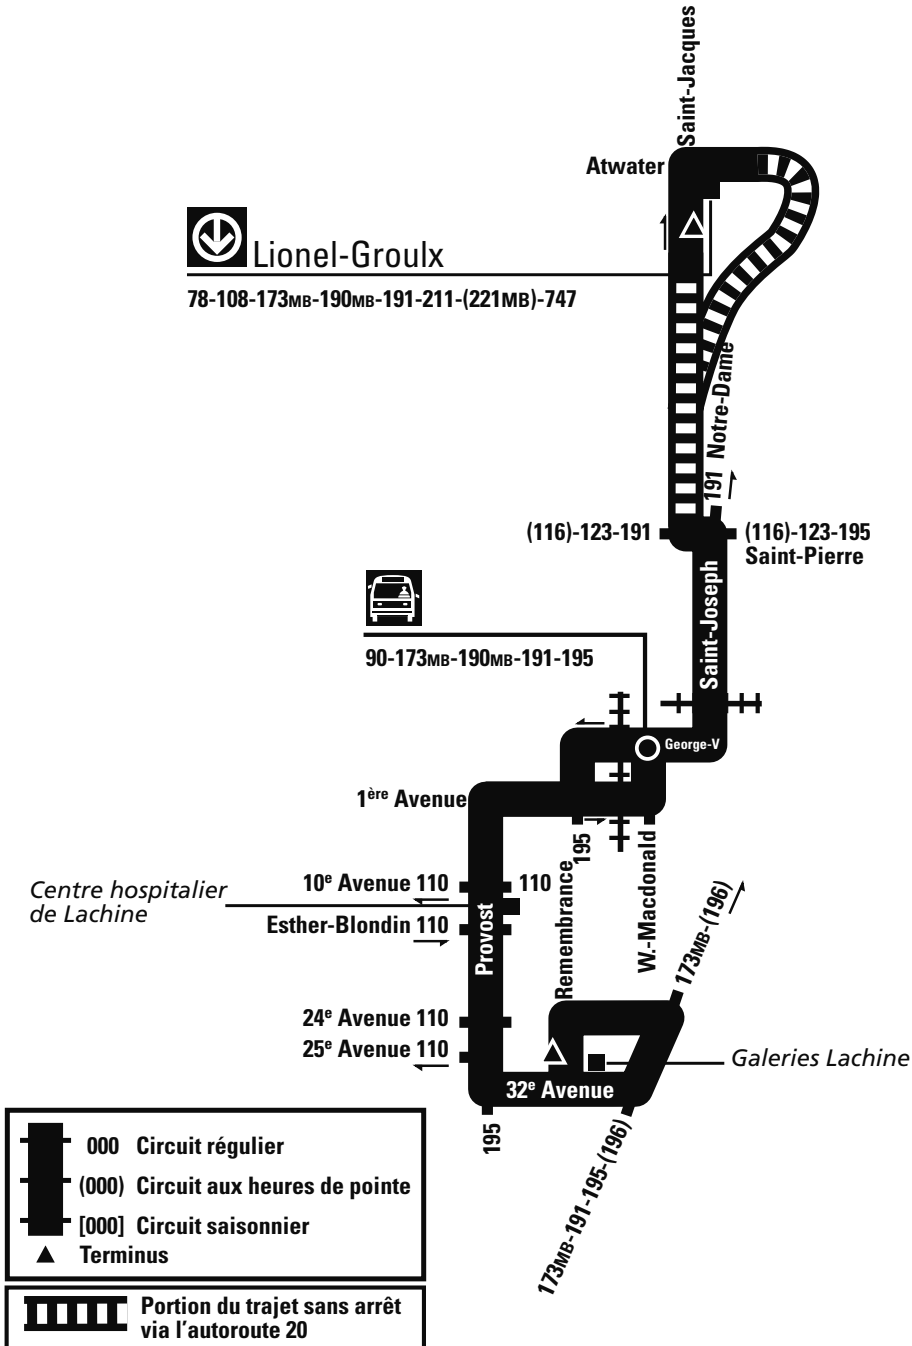 Saint-Jacques
Atwater
Lionel-Groulx
78-108-173MB-190MB-191-211-(221MB)-747
191 Notre-Dame
(116)-123-191
(116)-123-195
Saint-Pierre
Saint-Joseph
90-173MB-190MB-191-195
George-V
1ère Avenue
195
Remembrance
W.-Macdonald
10e Avenue 110
110
Centre hospitalier
de Lachine
Esther-Blondin 110
Provost
173MB-(196)
24e Avenue 110
25e Avenue 110
Galeries Lachine
32e Avenue
195
173MB-191-195-(196)
000 Circuit régulier
(000) Circuit aux heures de pointe
[000] Circuit saisonnier
Terminus
Portion du trajet sans arrêt
via l'autoroute 20